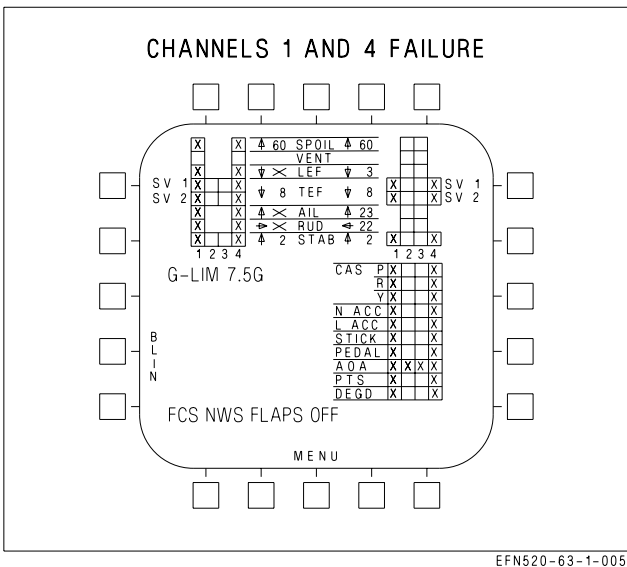 CHANNELS 1 AND 4 FAILURE
X 4 60 SPOIL 60
VENT
X X X LEF 3
SV 1 X X 8 TEF 8 X X SV 1
SV 2 X X X X SV 2
X X X AIL 23
X X X RUD 22
X X 2 STAB 2 X X
1 2 3 4 1 2 3 4
G-LIM 7.5G
CAS P X X
R X X
Y X X
N ACC X X
L ACC X X
STICK X X
PEDAL X X
AOA X X X X
PTS X X
DEGD X X
BLIN
FCS NWS FLAPS OFF
MENU
EFN520-63-1-005